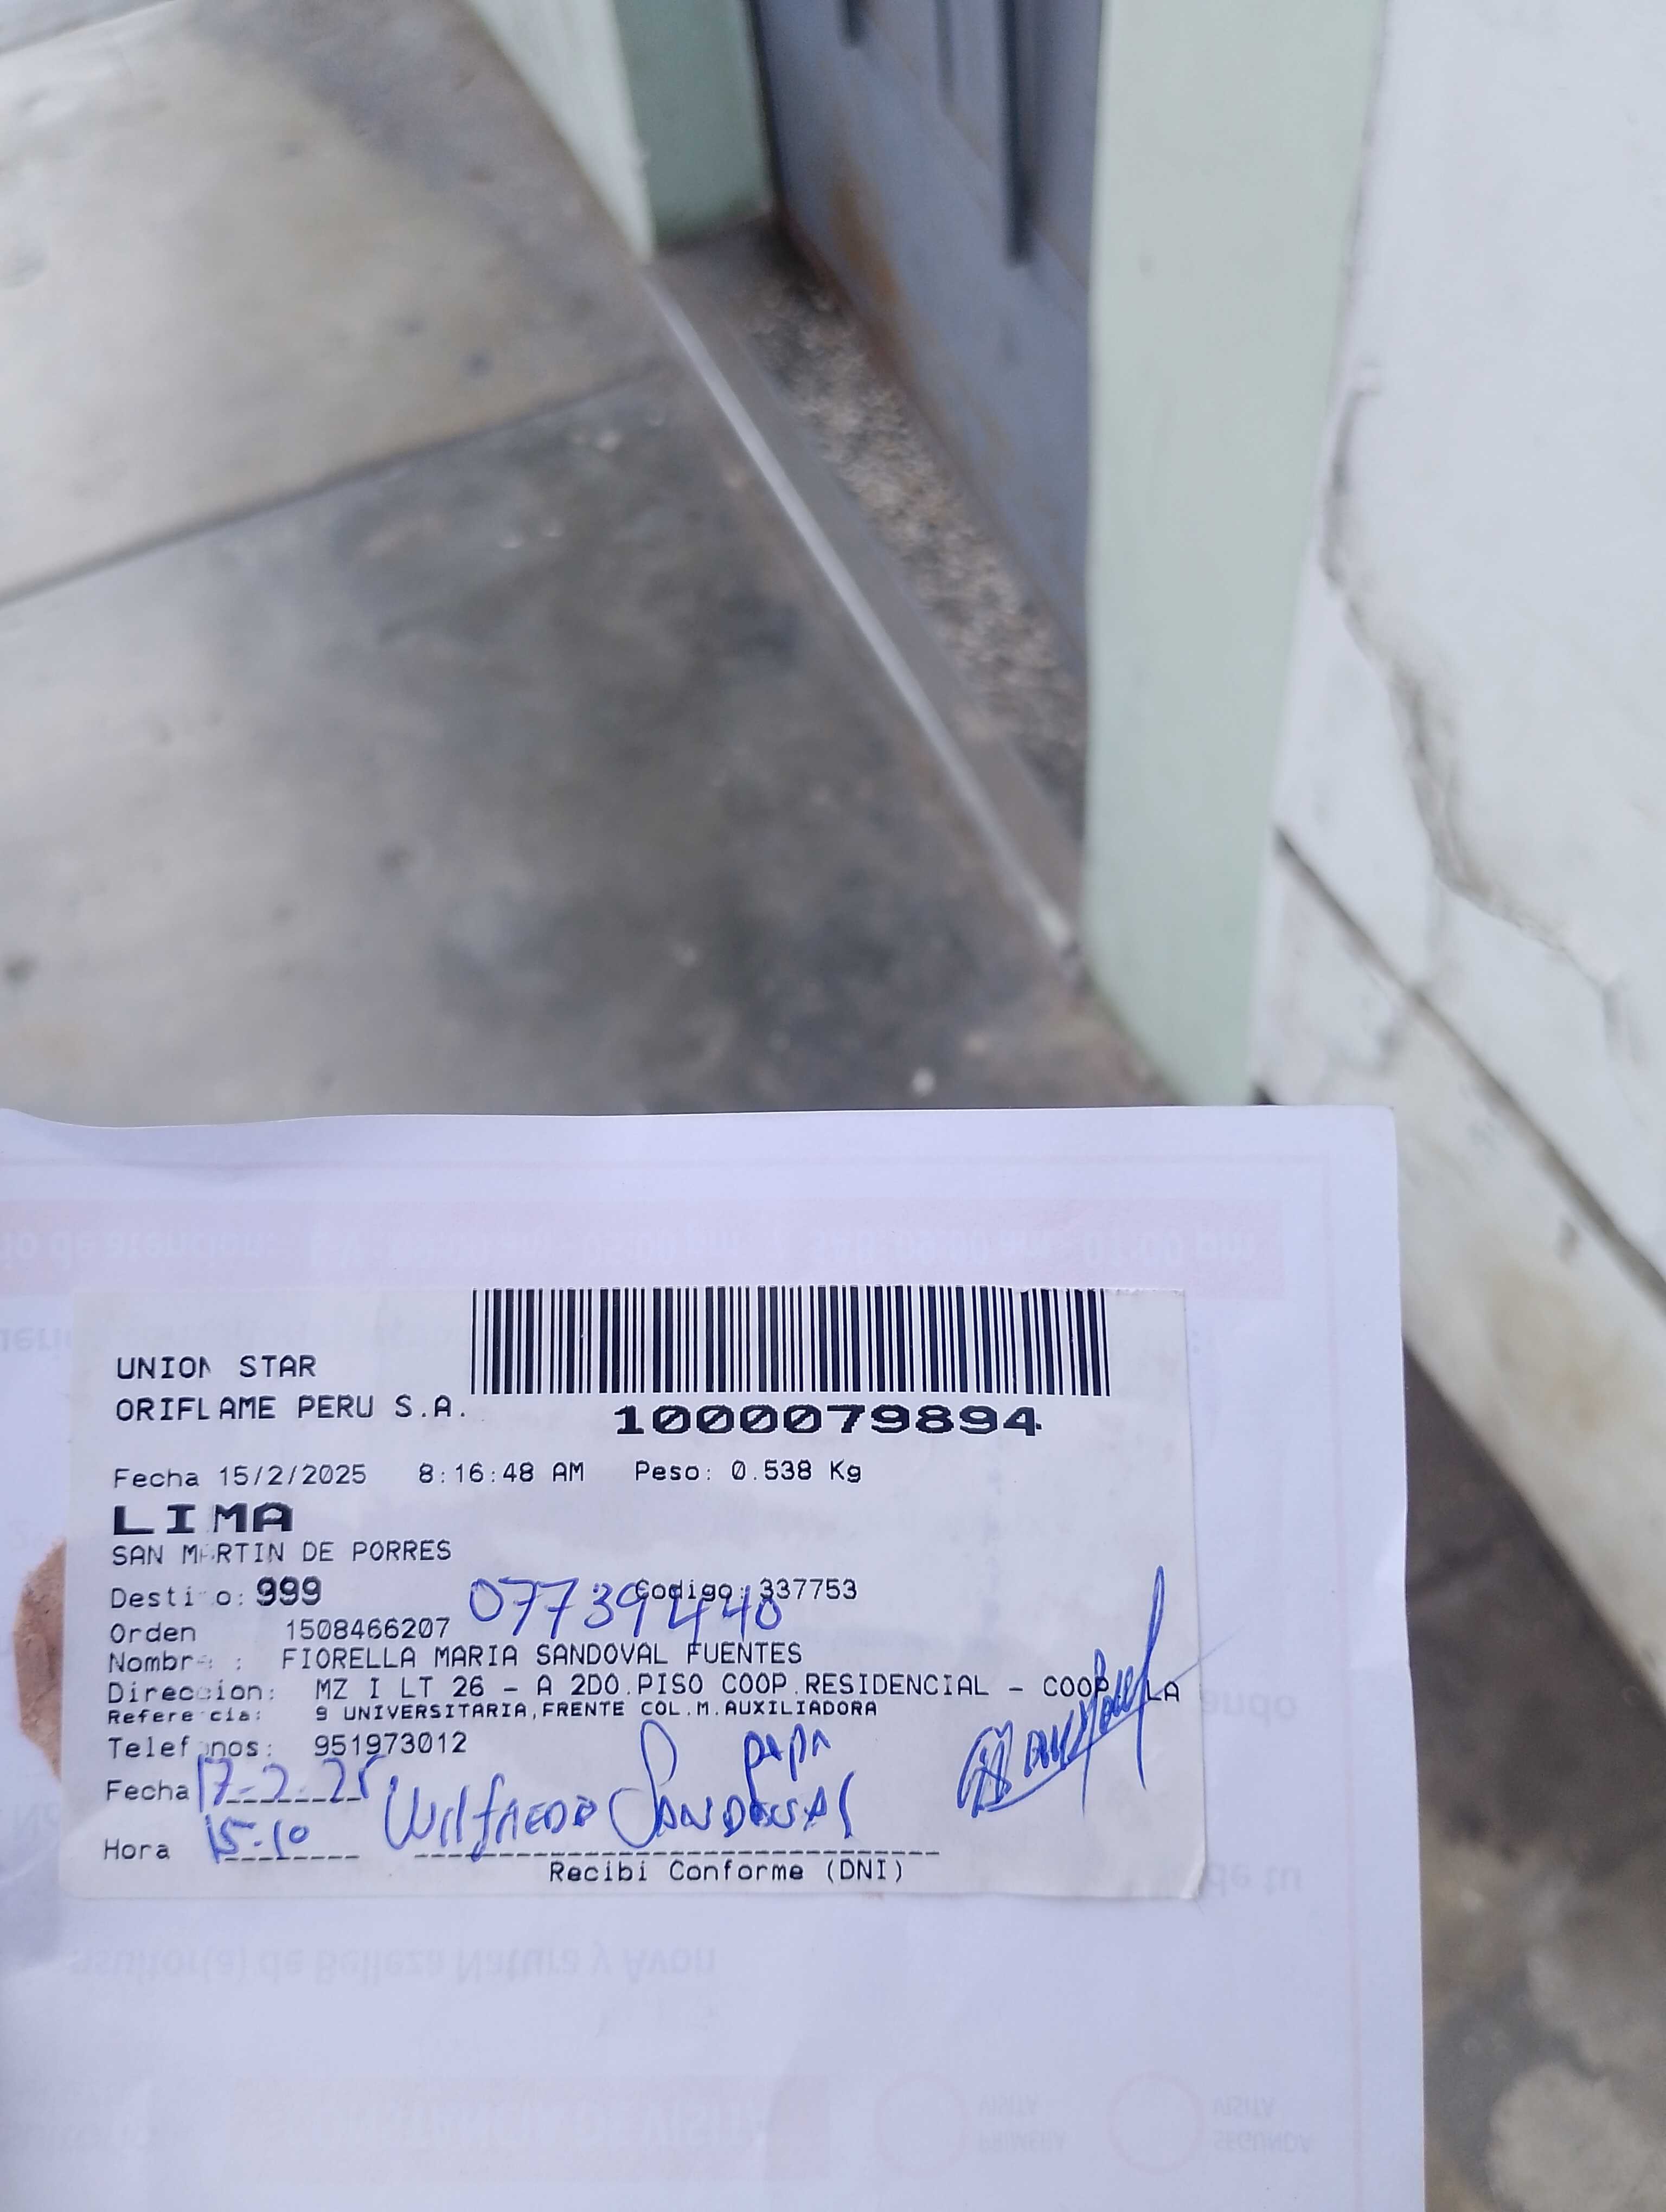 UNION STAR
ORIFLAME PERU S.A.
1000079894
Fecha 15/2/2025 8:16:48 AM Peso: 0.538 Kg
LIMA
SAN MARTIN DE PORRES
Destino: 999 Codigo: 337753
07739440
Orden 1508466207
Nombre : FIORELLA MARIA SANDOVAL FUENTES
Direccion: MZ I LT 26 - A 2DO.PISO COOP.RESIDENCIAL - COOP. LA
Referencia: 9 UNIVERSITARIA,FRENTE COL.M.AUXILIADORA
Telefonos: 951973012
papa
Fecha 17-2-25 Wilfredo Sandoval
Hora 15-10
Recibi Conforme (DNI)